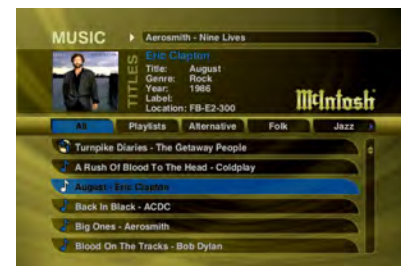 MUSIC
Aerosmith - Nine Lives
TITLES
Eric Clapton
Title: August
Genre: Rock
Year: 1986
Label:
Location: FB-E2-300
McIntosh
All Playlists Alternative Folk Jazz
Turnpike Diaries - The Getaway People
A Rush Of Blood To The Head - Coldplay
August - Eric Clapton
Back In Black - ACDC
Big Ones - Aerosmith
Blood On The Tracks - Bob Dylan